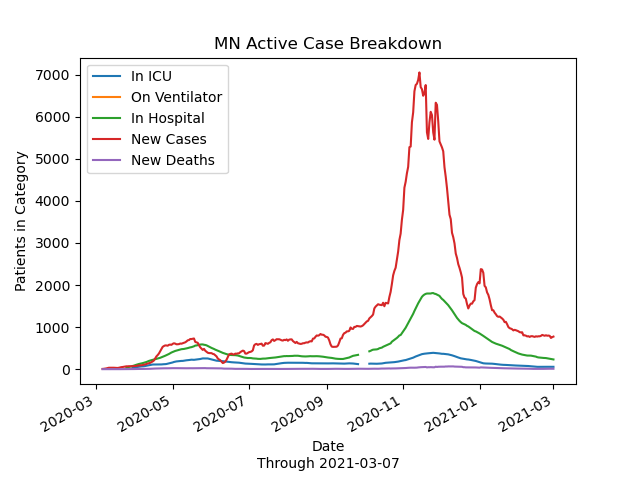 MN Active Case Breakdown
In ICU
On Ventilator
In Hospital
New Cases
New Deaths
Patients in Category
7000
6000
5000
4000
3000
2000
1000
0
2020-03
2020-05
2020-07
2020-09
2020-11
2021-01
2021-03
Date
Through 2021-03-07